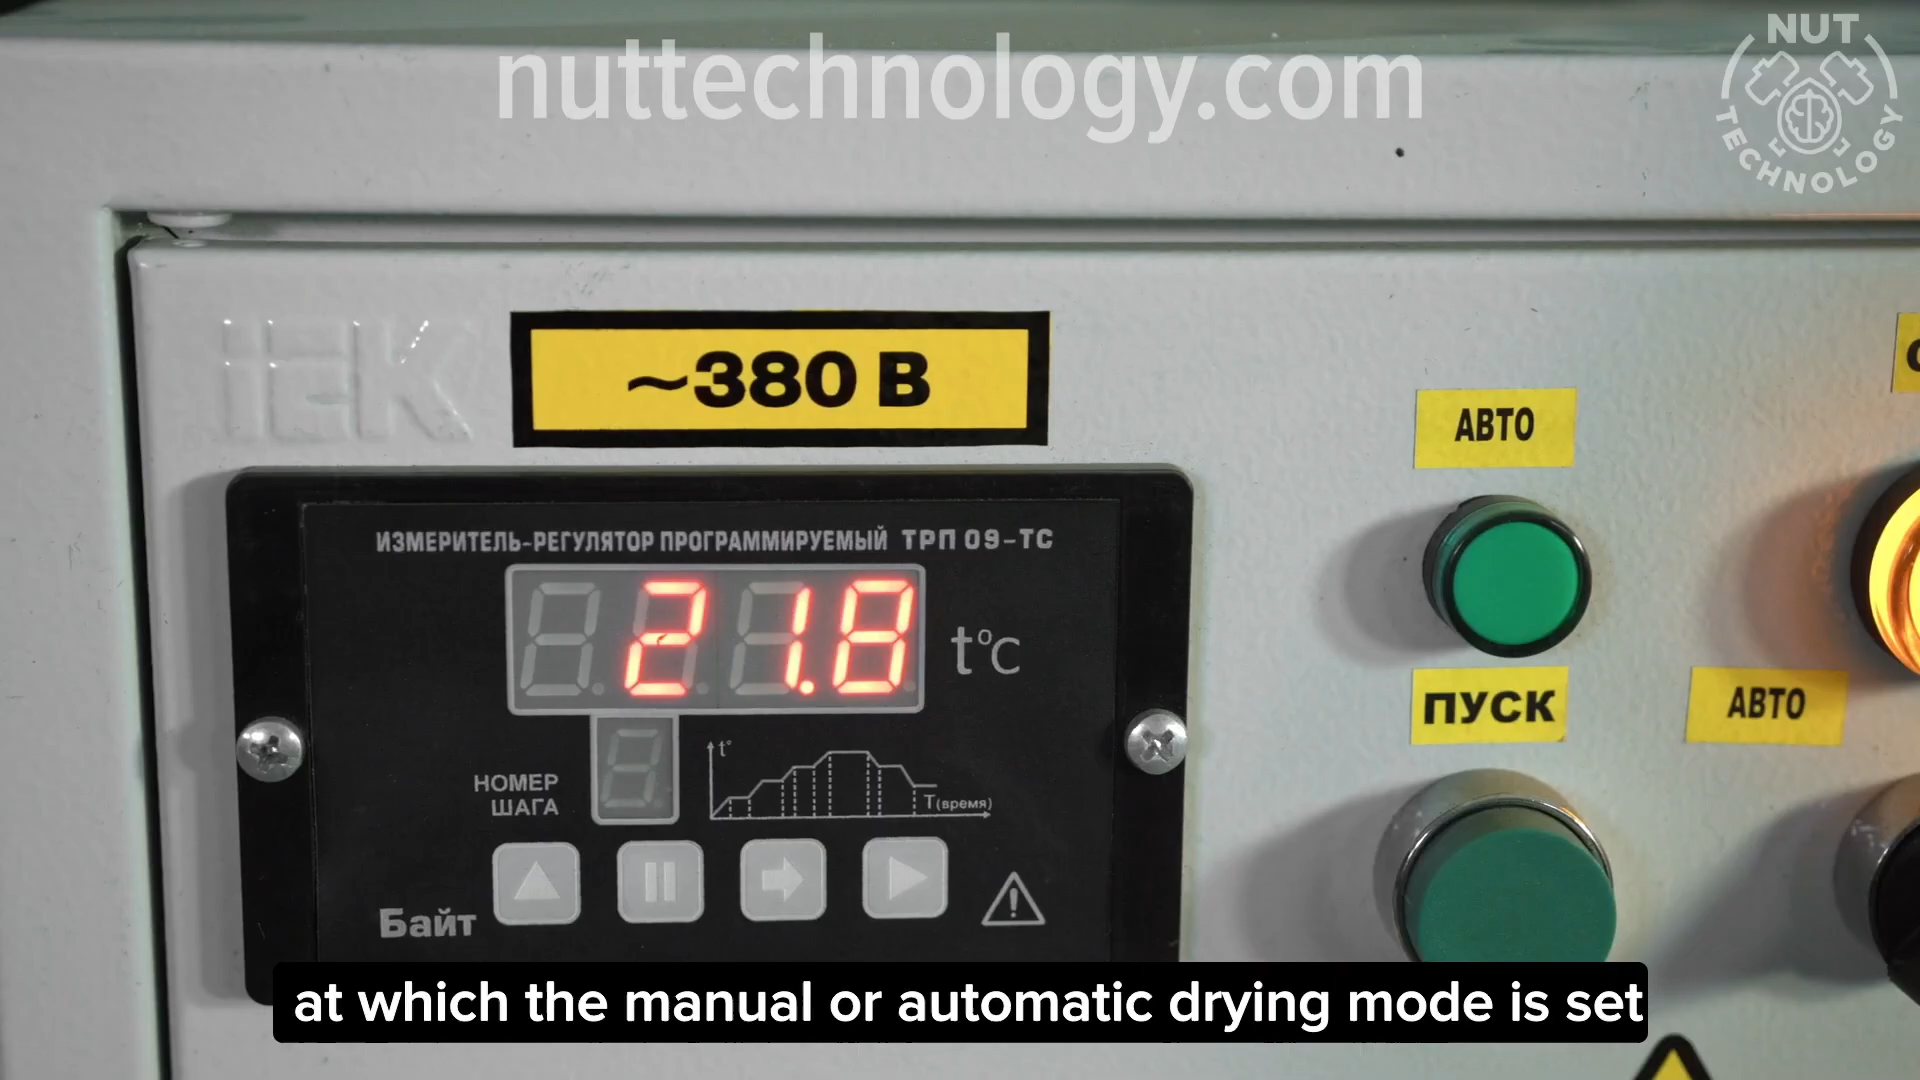 nuttechnology.com
NUT
TECHNOLOGY
iEK
~380 В
АВТО
ИЗМЕРИТЕЛЬ-РЕГУЛЯТОР ПРОГРАММИРУЕМЫЙ ТРП 09-ТС
21.8
t°C
ПУСК
АВТО
НОМЕР
ШАГА
t°
T(время)
Байт
at which the manual or automatic drying mode is set